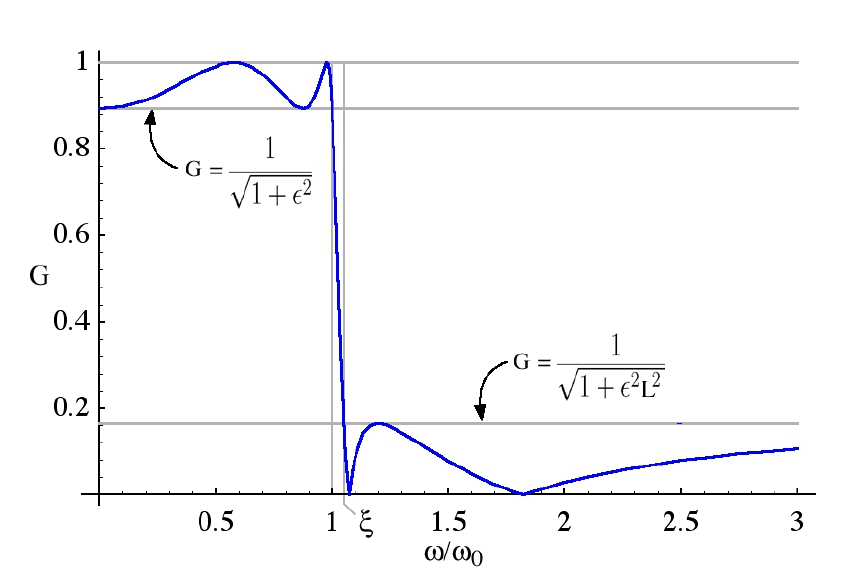 1
0.8
G = 1/√(1 + ϵ²)
0.6
G
0.4
G = 1/√(1 + ϵ²L²)
0.2
0.5 1 ξ 1.5 2 2.5 3
ω/ω₀